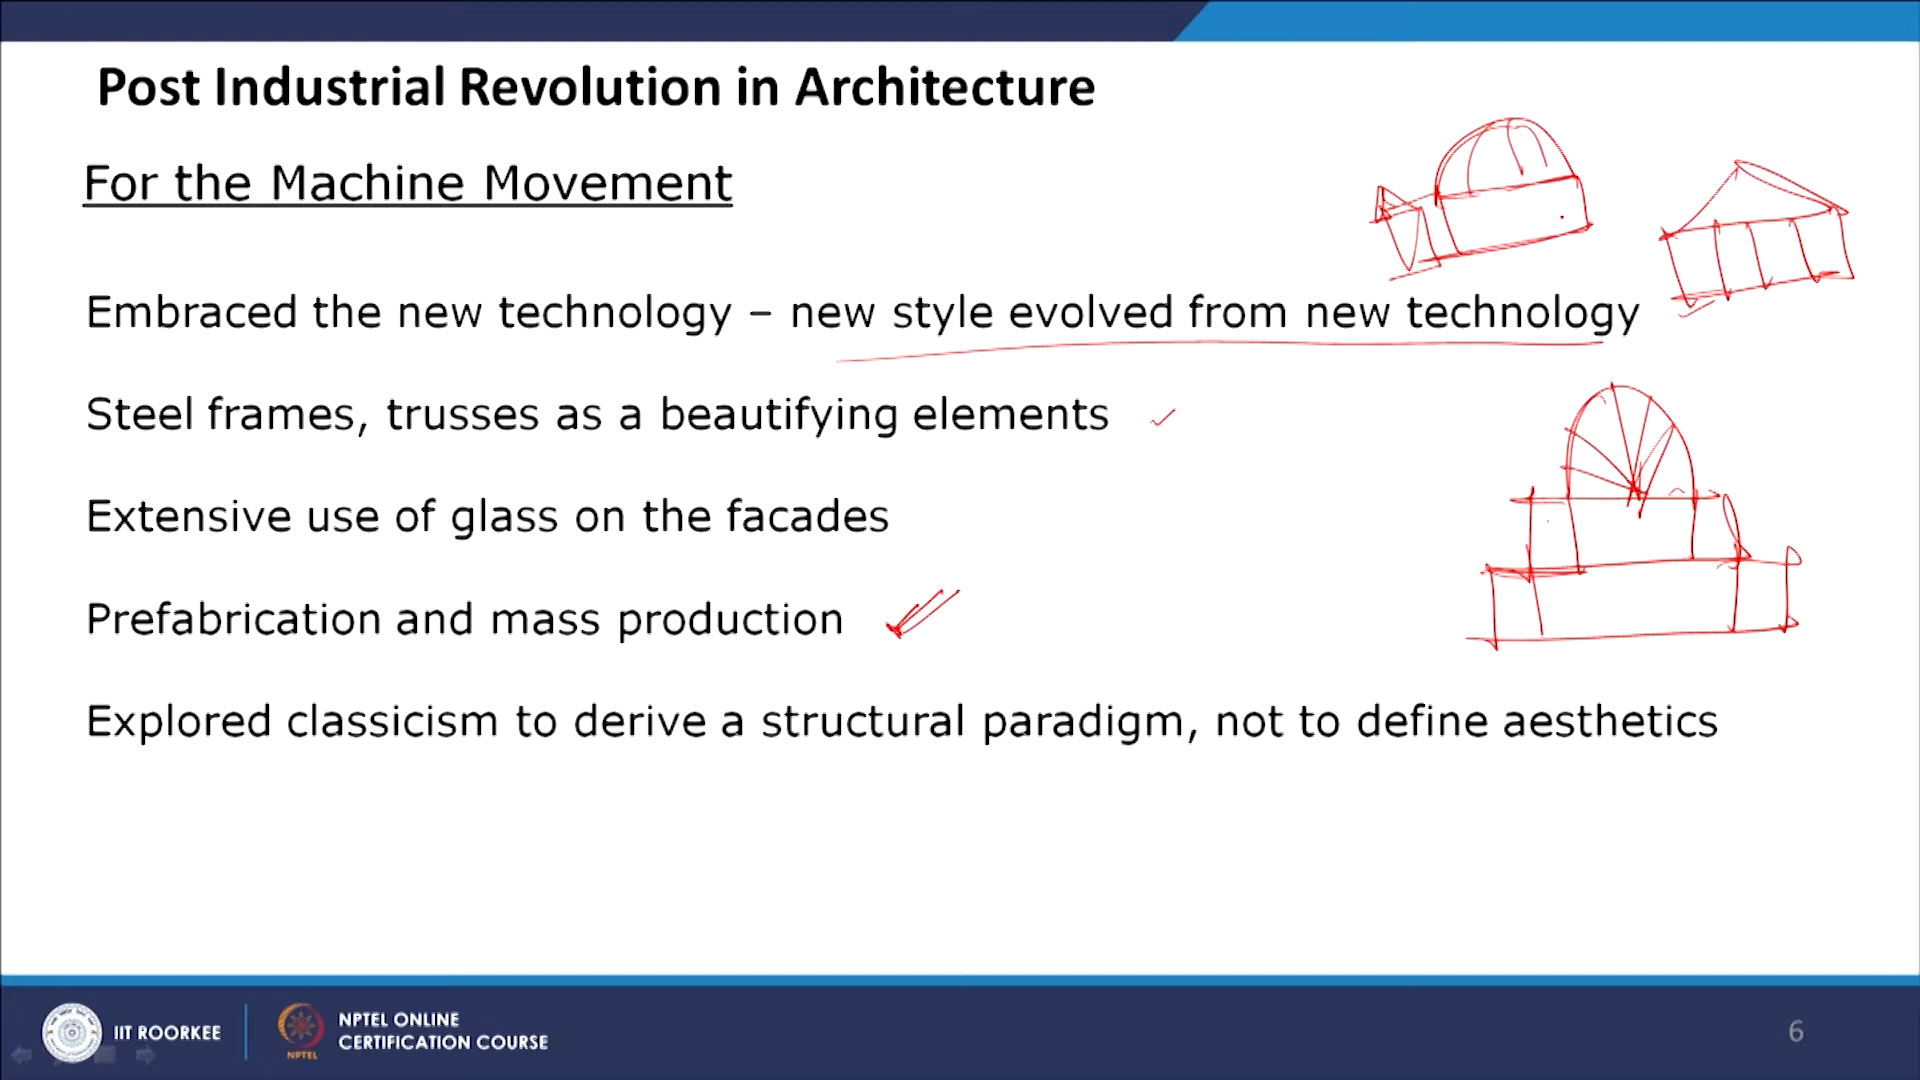 Post Industrial Revolution in Architecture
For the Machine Movement
Embraced the new technology – new style evolved from new technology
Steel frames, trusses as a beautifying elements
Extensive use of glass on the facades
Prefabrication and mass production
Explored classicism to derive a structural paradigm, not to define aesthetics
IIT ROORKEE
NPTEL
NPTEL ONLINE
CERTIFICATION COURSE
6